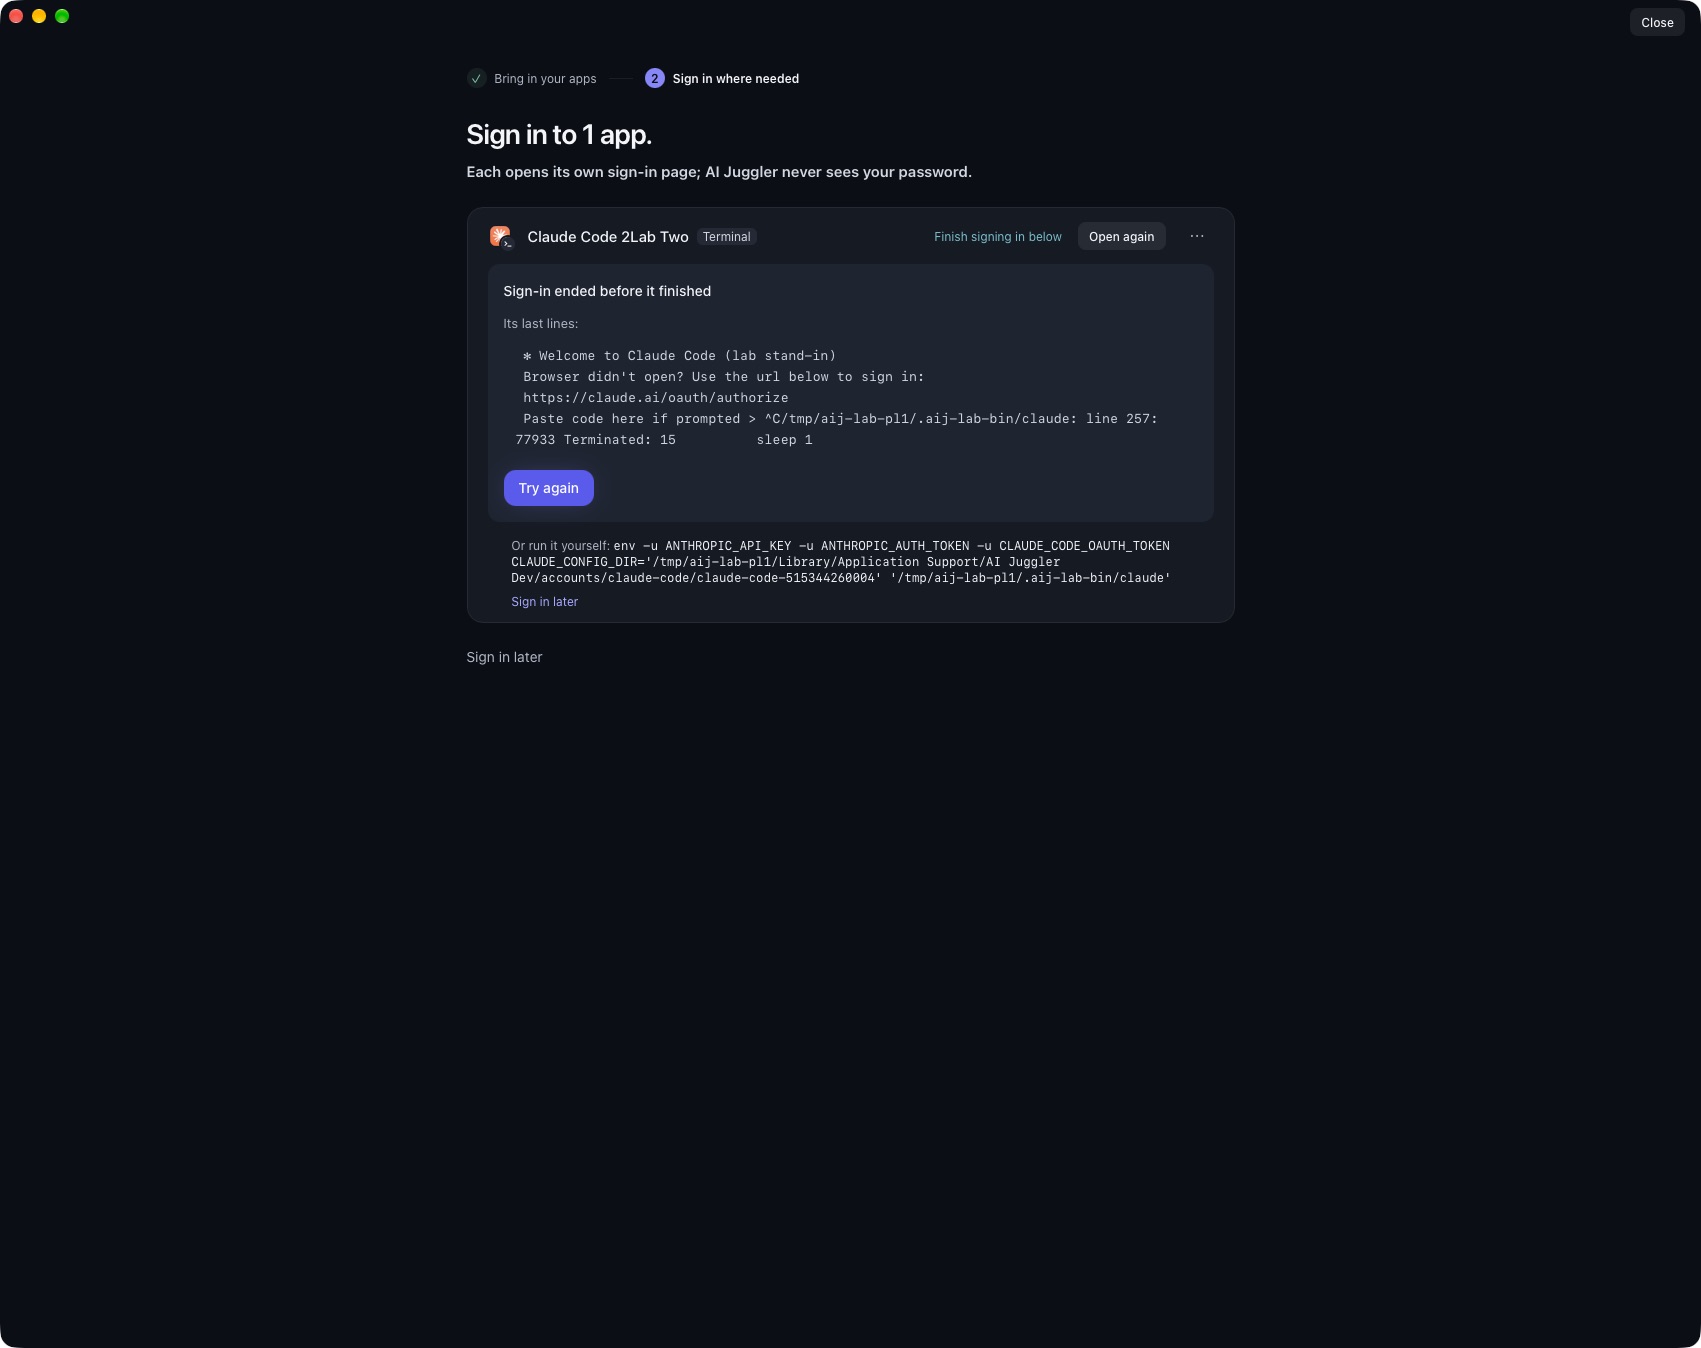 Close
✓ Bring in your apps
2 Sign in where needed
Sign in to 1 app.
Each opens its own sign-in page; AI Juggler never sees your password.
Claude Code 2Lab Two Terminal Finish signing in below Open again ···
Sign-in ended before it finished
Its last lines:
✻ Welcome to Claude Code (lab stand-in)
Browser didn't open? Use the url below to sign in:
https://claude.ai/oauth/authorize
Paste code here if prompted > ^C/tmp/aij-lab-pl1/.aij-lab-bin/claude: line 257:
77933 Terminated: 15          sleep 1
Try again
Or run it yourself: env -u ANTHROPIC_API_KEY -u ANTHROPIC_AUTH_TOKEN -u CLAUDE_CODE_OAUTH_TOKEN
CLAUDE_CONFIG_DIR='/tmp/aij-lab-pl1/Library/Application Support/AI Juggler
Dev/accounts/claude-code/claude-code-515344260004' '/tmp/aij-lab-pl1/.aij-lab-bin/claude'
Sign in later
Sign in later